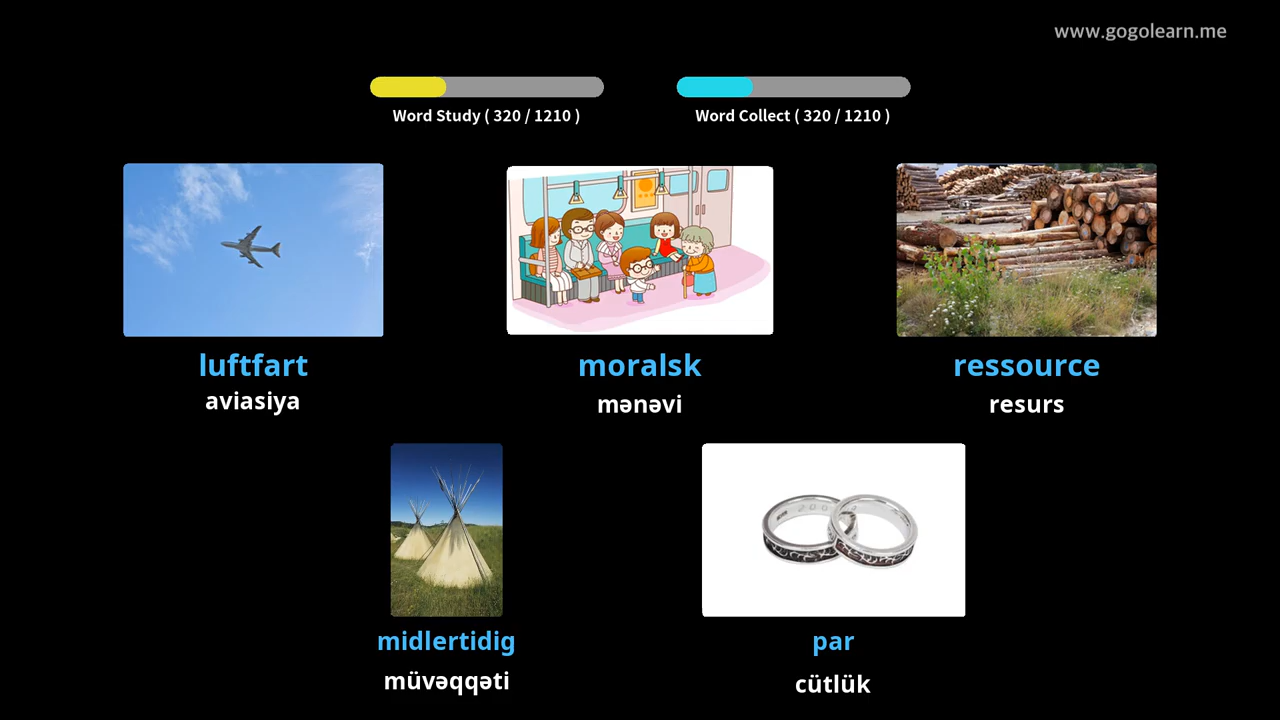 www.gogolearn.me
Word Study ( 320 / 1210 )
Word Collect ( 320 / 1210 )
luftfart
aviasiya
moralsk
mənəvi
ressource
resurs
midlertidig
müvəqqəti
par
cütlük